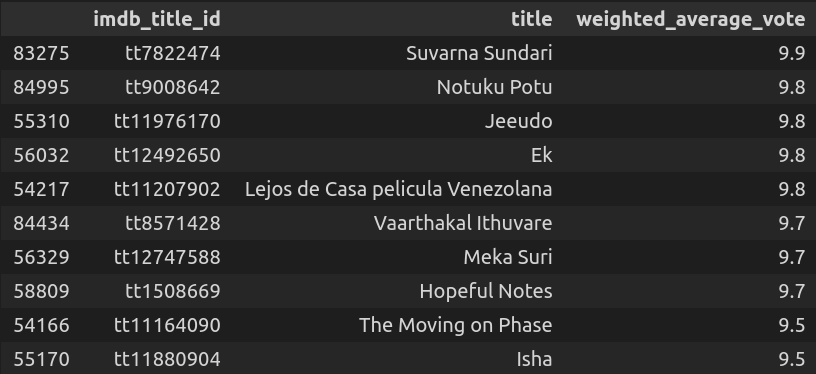 imdb_title_id title weighted_average_vote
83275 tt7822474 Suvarna Sundari 9.9
84995 tt9008642 Notuku Potu 9.8
55310 tt11976170 Jeeudo 9.8
56032 tt12492650 Ek 9.8
54217 tt11207902 Lejos de Casa pelicula Venezolana 9.8
84434 tt8571428 Vaarthakal Ithuvare 9.7
56329 tt12747588 Meka Suri 9.7
58809 tt1508669 Hopeful Notes 9.7
54166 tt11164090 The Moving on Phase 9.5
55170 tt11880904 Isha 9.5